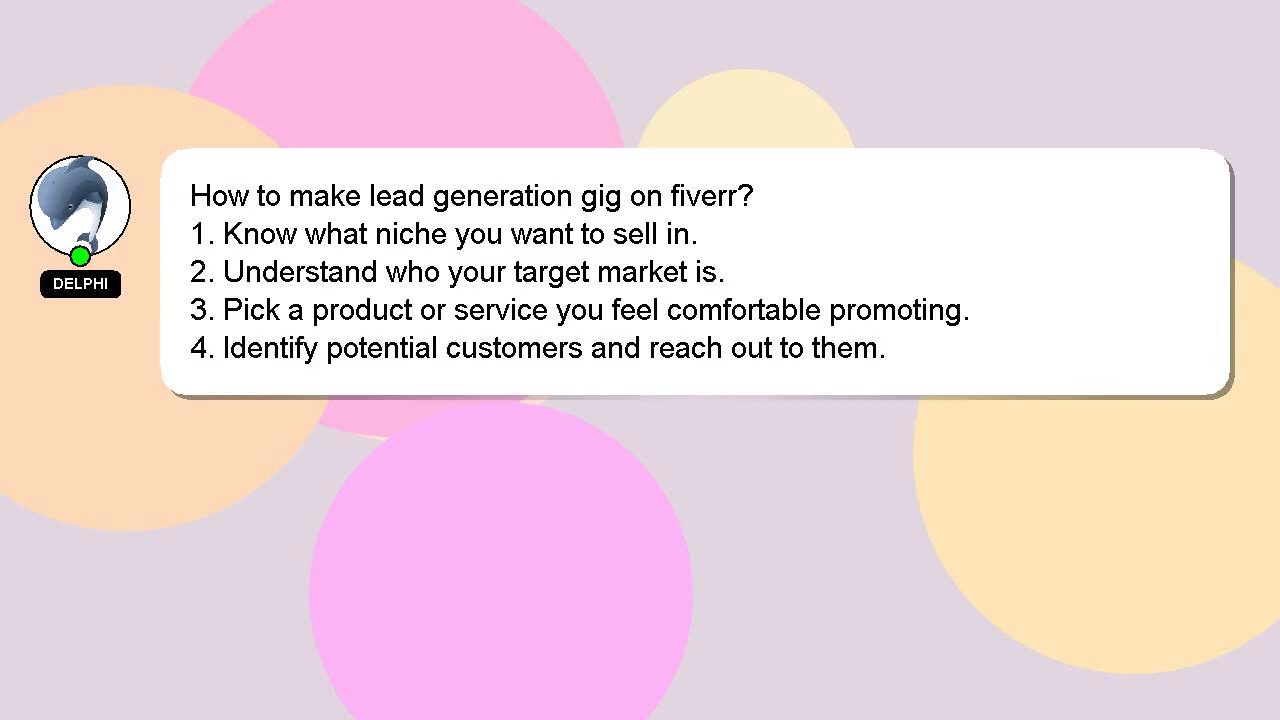 How to make lead generation gig on fiverr?
1. Know what niche you want to sell in.
2. Understand who your target market is.
3. Pick a product or service you feel comfortable promoting.
4. Identify potential customers and reach out to them.
DELPHI